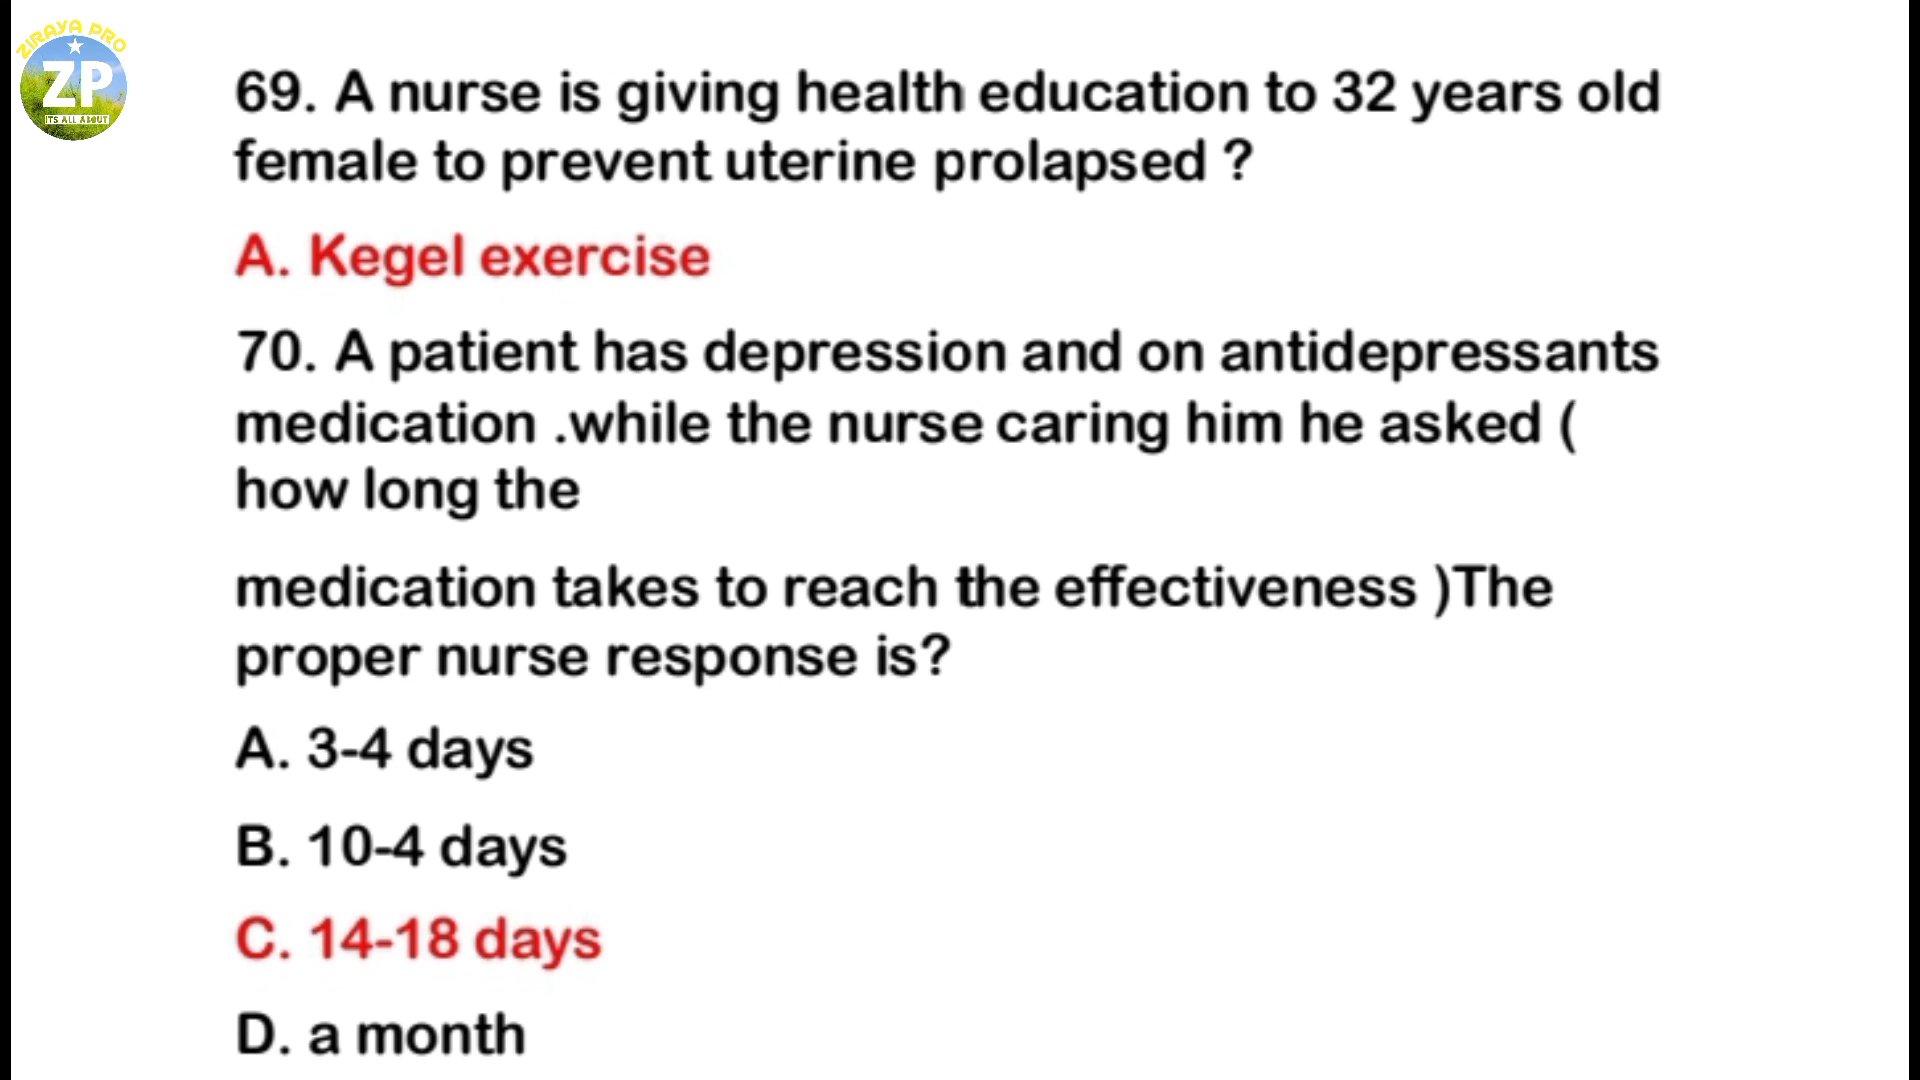 ZIRAYA PRO
ZP
ITS ALL ABOUT
69. A nurse is giving health education to 32 years old
female to prevent uterine prolapsed ?
A. Kegel exercise
70. A patient has depression and on antidepressants
medication .while the nurse caring him he asked (
how long the
medication takes to reach the effectiveness )The
proper nurse response is?
A. 3-4 days
B. 10-4 days
C. 14-18 days
D. a month